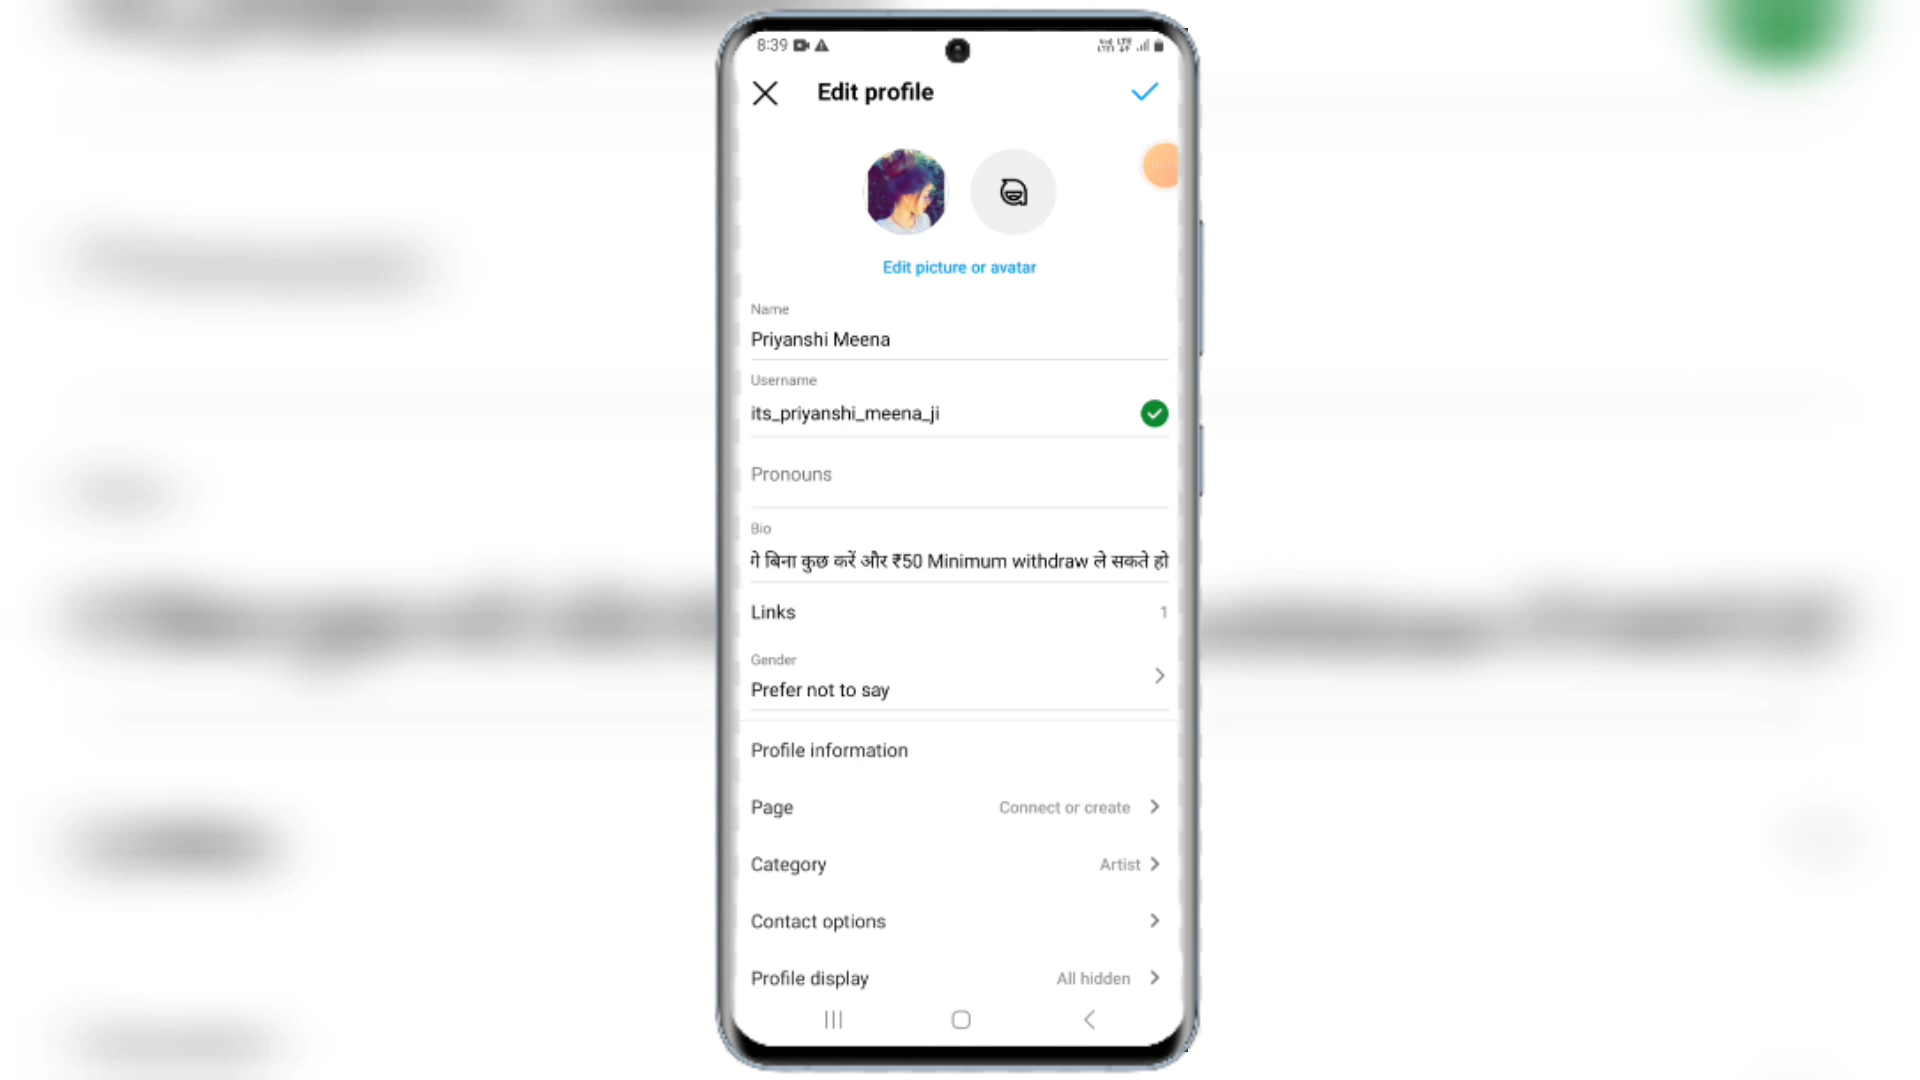 8:39
Edit profile
Edit picture or avatar
Name
Priyanshi Meena
Username
its_priyanshi_meena_ji
Pronouns
Bio
गे बिना कुछ करें और ₹50 Minimum withdraw ले सकते हो
Links 1
Gender
Prefer not to say
Profile information
Page Connect or create
Category Artist
Contact options
Profile display All hidden